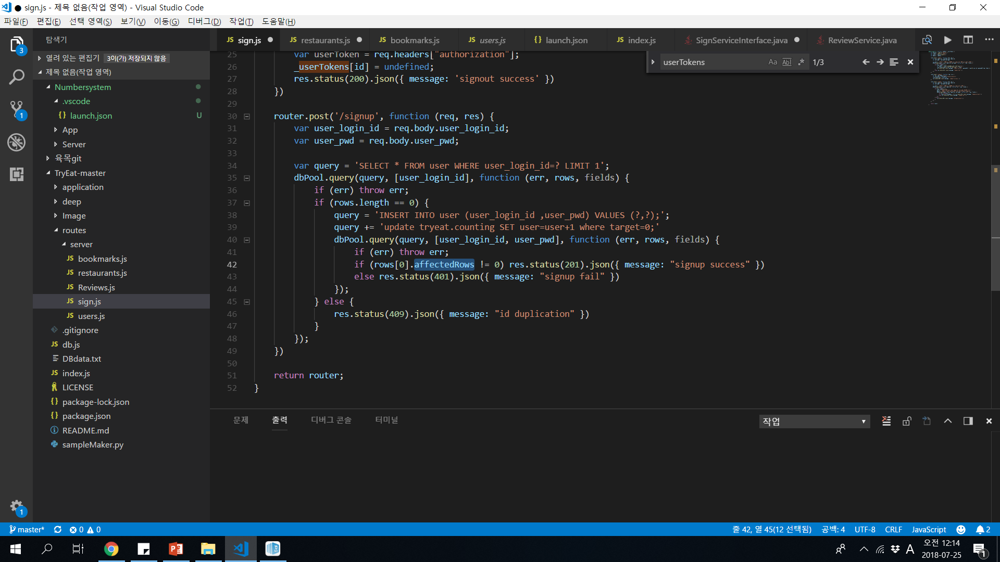 sign.js - 제목 없음(작업 영역) - Visual Studio Code
파일(F) 편집(E) 선택 영역(S) 보기(V) 이동(G) 디버그(D) 작업(T) 도움말(H)
탐색기
열려 있는 편집기 3이(가) 저장되지 않음
제목 없음(작업 영역)
Numbersystem
.vscode
{} launch.json U
App
Server
육목git
TryEat-master
application
deep
Image
routes
server
JS bookmarks.js
JS restaurants.js
JS Reviews.js
JS sign.js
JS users.js
.gitignore
JS db.js
DBdata.txt
JS index.js
LICENSE
{} package-lock.json
{} package.json
README.md
sampleMaker.py
3
1
1
JS sign.js JS restaurants.js JS bookmarks.js JS users.js {} launch.json JS index.js SignServiceInterface.java ReviewService.java
userTokens Aa Abl .* 1/3
25 var userToken = req.headers["authorization"];
26 _userTokens[id] = undefined;
27 res.status(200).json({ message: 'signout success' })
28 })
29
30 router.post('/signup', function (req, res) {
31 var user_login_id = req.body.user_login_id;
32 var user_pwd = req.body.user_pwd;
33
34 var query = 'SELECT * FROM user WHERE user_login_id=? LIMIT 1';
35 dbPool.query(query, [user_login_id], function (err, rows, fields) {
36 if (err) throw err;
37 if (rows.length == 0) {
38 query = 'INSERT INTO user (user_login_id ,user_pwd) VALUES (?,?);';
39 query += 'update tryeat.counting SET user=user+1 where target=0;'
40 dbPool.query(query, [user_login_id, user_pwd], function (err, rows, fields) {
41 if (err) throw err;
42 if (rows[0].affectedRows != 0) res.status(201).json({ message: "signup success" })
43 else res.status(401).json({ message: "signup fail" })
44 });
45 } else {
46 res.status(409).json({ message: "id duplication" })
47 }
48 });
49 })
50
51 return router;
52 }
문제 출력 디버그 콘솔 터미널 작업
master* 0 0 줄 42, 열 45(12 선택됨) 공백: 4 UTF-8 CRLF JavaScript 2
A 오전 12:14
2018-07-25
1